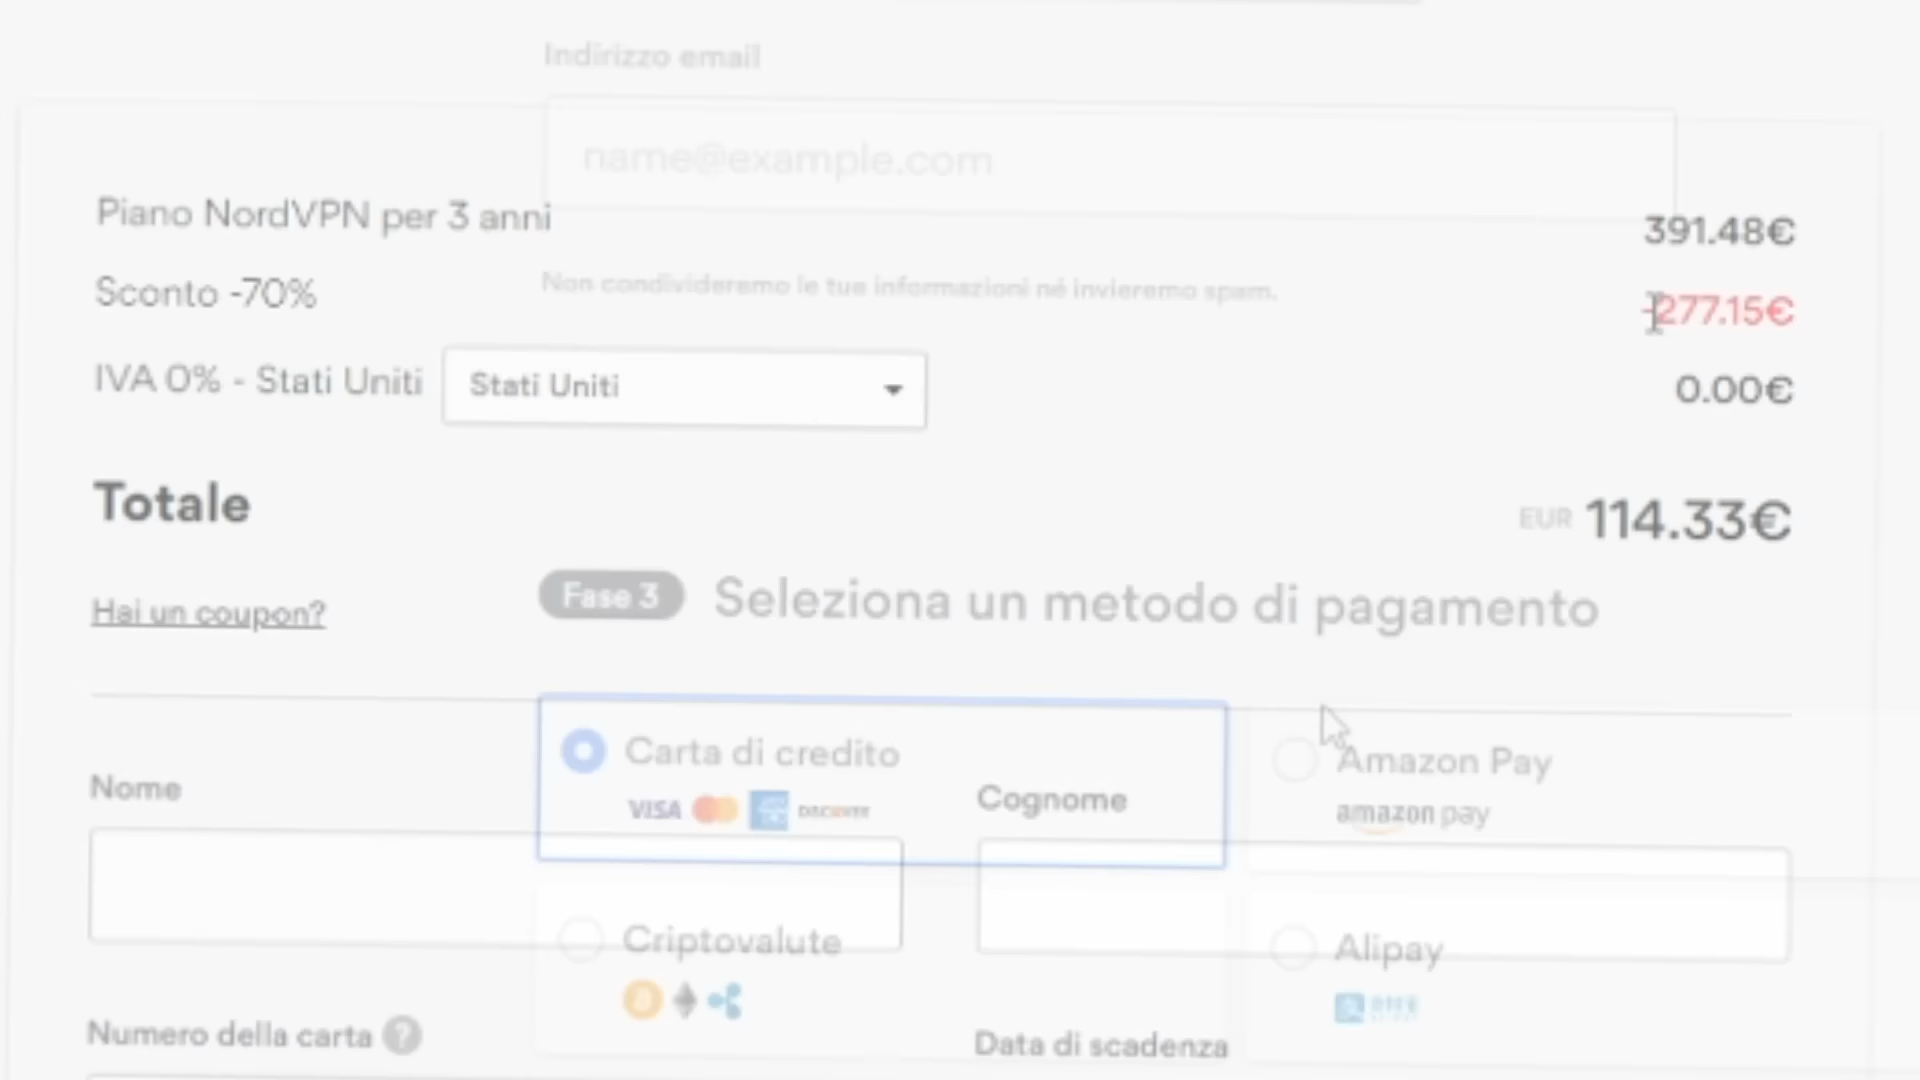 Indirizzo email
name@example.com
Piano NordVPN per 3 anni 391.48€
Non condivideremo le tue informazioni né invieremo spam.
Sconto -70% -277.15€
IVA 0% - Stati Uniti Stati Uniti 0.00€
Totale EUR 114.33€
Hai un coupon?
Fase 3 Seleziona un metodo di pagamento
Carta di credito
VISA DISCOVER
Amazon Pay
amazon pay
Nome
Cognome
Criptovalute
Alipay
Numero della carta ?
Data di scadenza